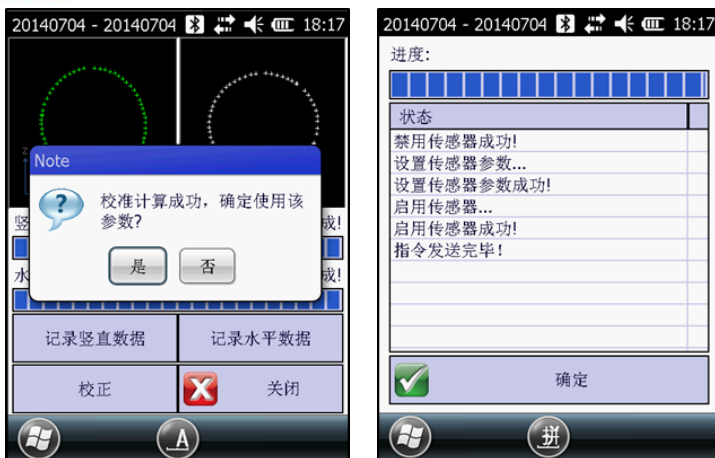 20140704 - 20140704 18:17
Note
校准计算成功，确定使用该
参数?
是
否
竖
成!
水
成!
记录竖直数据
记录水平数据
校正
关闭
A
20140704 - 20140704 18:17
进度:
状态
禁用传感器成功!
设置传感器参数...
设置传感器参数成功!
启用传感器...
启用传感器成功!
指令发送完毕!
确定
拼